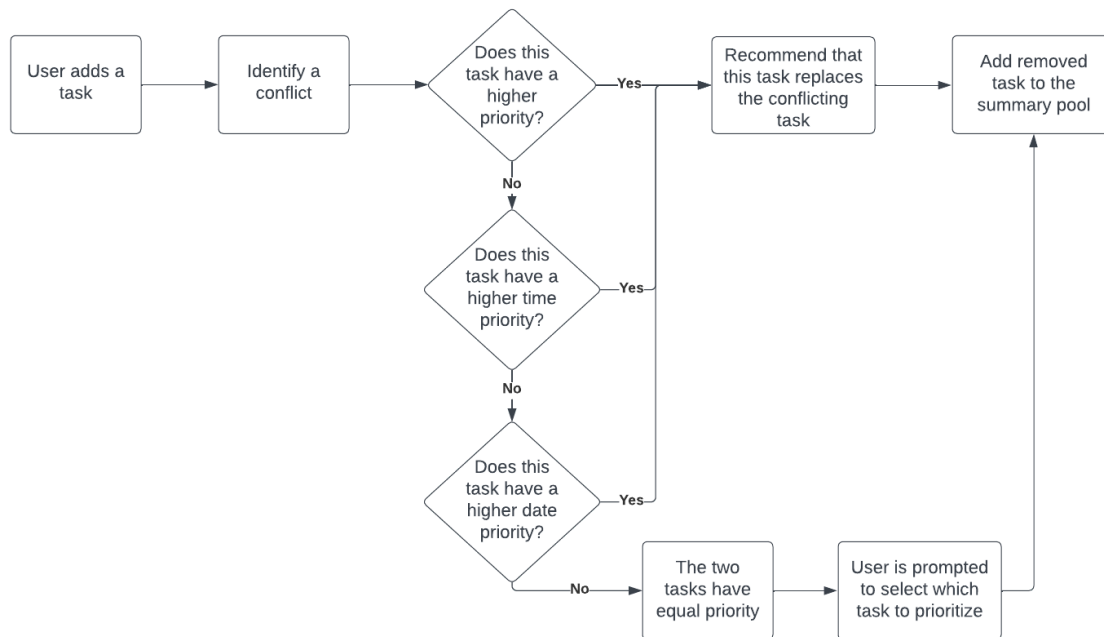 User adds a
task
Identify a
conflict
Does this
task have a
higher
priority?
Yes
Recommend that
this task replaces
the conflicting
task
Add removed
task to the
summary pool
No
Does this
task have a
higher time
priority?
Yes
No
Does this
task have a
higher date
priority?
Yes
No
The two
tasks have
equal priority
User is prompted
to select which
task to prioritize